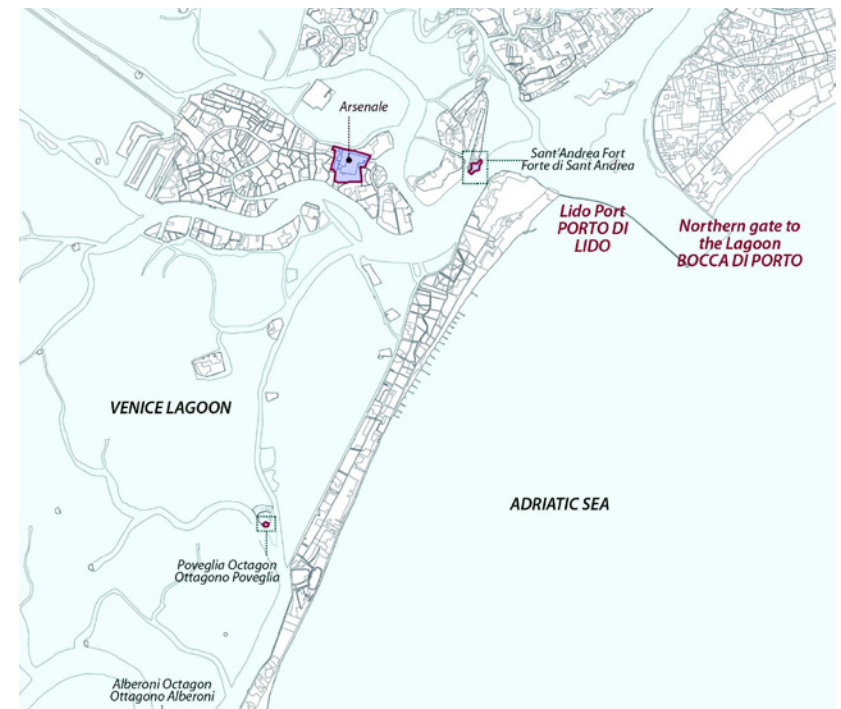 Arsenale
Sant'Andrea Fort
Forte di Sant Andrea
Lido Port
PORTO DI
LIDO
Northern gate to
the Lagoon
BOCCA DI PORTO
VENICE LAGOON
ADRIATIC SEA
Poveglia Octagon
Ottagono Poveglia
Alberoni Octagon
Ottagono Alberoni